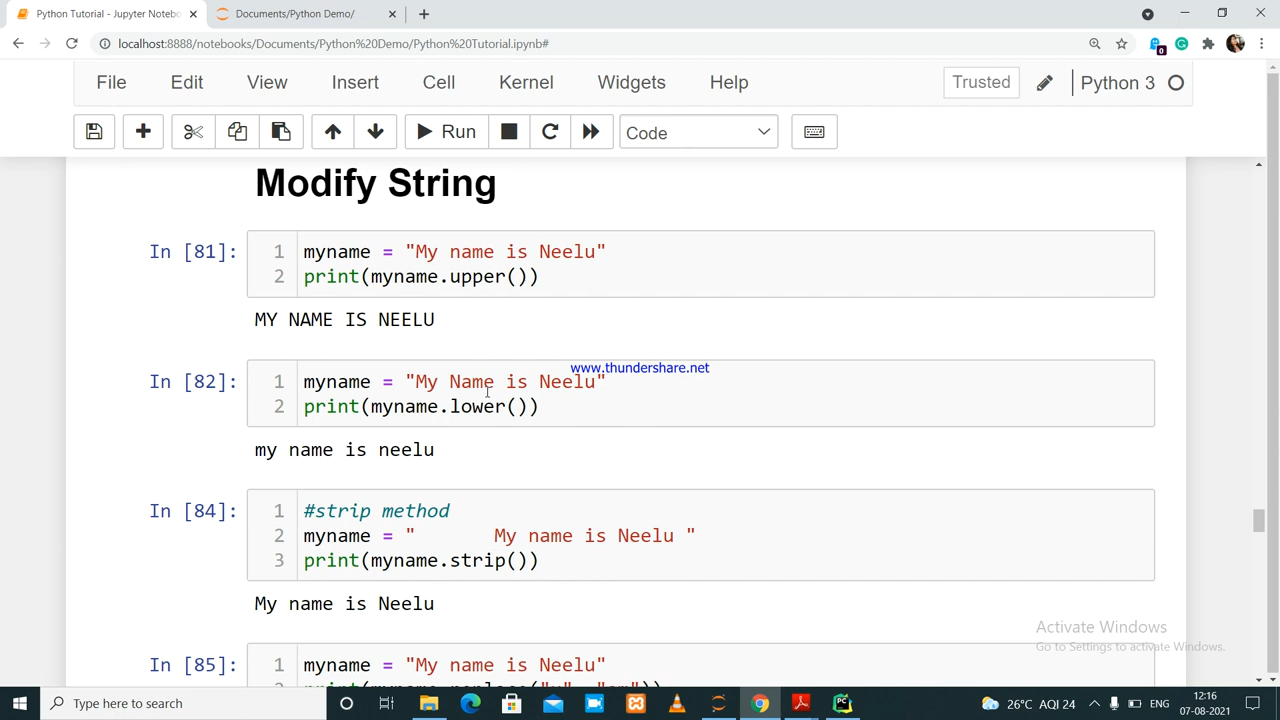 Python Tutorial - Jupyter Notebo
Documents/Python Demo/
localhost:8888/notebooks/Documents/Python%20Demo/Python%20Tutorial.ipynb#
0
File Edit View Insert Cell Kernel Widgets Help Trusted Python 3
Run Code
Modify String
In [81]: 1 myname = "My name is Neelu"
2 print(myname.upper())
MY NAME IS NEELU
www.thundershare.net
In [82]: 1 myname = "My Name is Neelu"
2 print(myname.lower())
my name is neelu
In [84]: 1 #strip method
2 myname = "       My name is Neelu "
3 print(myname.strip())
My name is Neelu
Activate Windows
Go to Settings to activate Windows.
In [85]: 1 myname = "My name is Neelu"
Type here to search
26°C AQI 24
ENG
12:16
07-08-2021